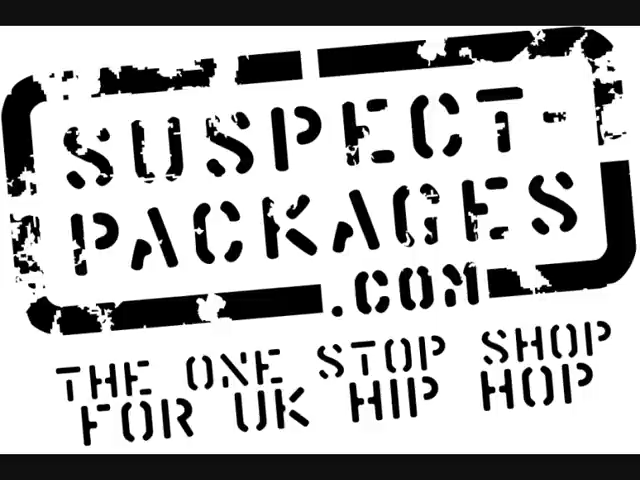 SUSPECT-
PACKAGES
.COM
THE ONE STOP SHOP
FOR UK HIP HOP